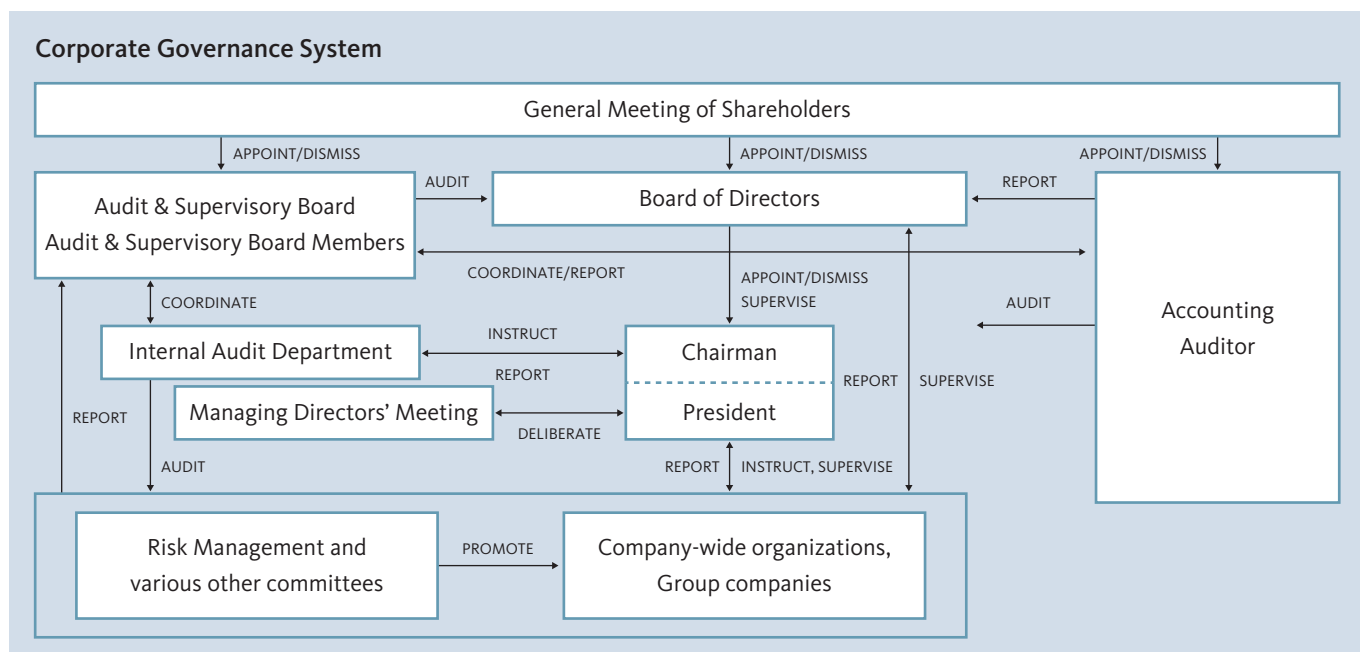 Corporate Governance System
General Meeting of Shareholders
APPOINT/DISMISS
APPOINT/DISMISS
APPOINT/DISMISS
Audit & Supervisory Board
Audit & Supervisory Board Members
AUDIT
Board of Directors
REPORT
COORDINATE/REPORT
APPOINT/DISMISS
SUPERVISE
COORDINATE
AUDIT
Accounting
Auditor
Internal Audit Department
INSTRUCT
REPORT
Chairman
President
REPORT
SUPERVISE
Managing Directors’ Meeting
DELIBERATE
REPORT
AUDIT
REPORT
INSTRUCT, SUPERVISE
Risk Management and
various other committees
PROMOTE
Company-wide organizations,
Group companies